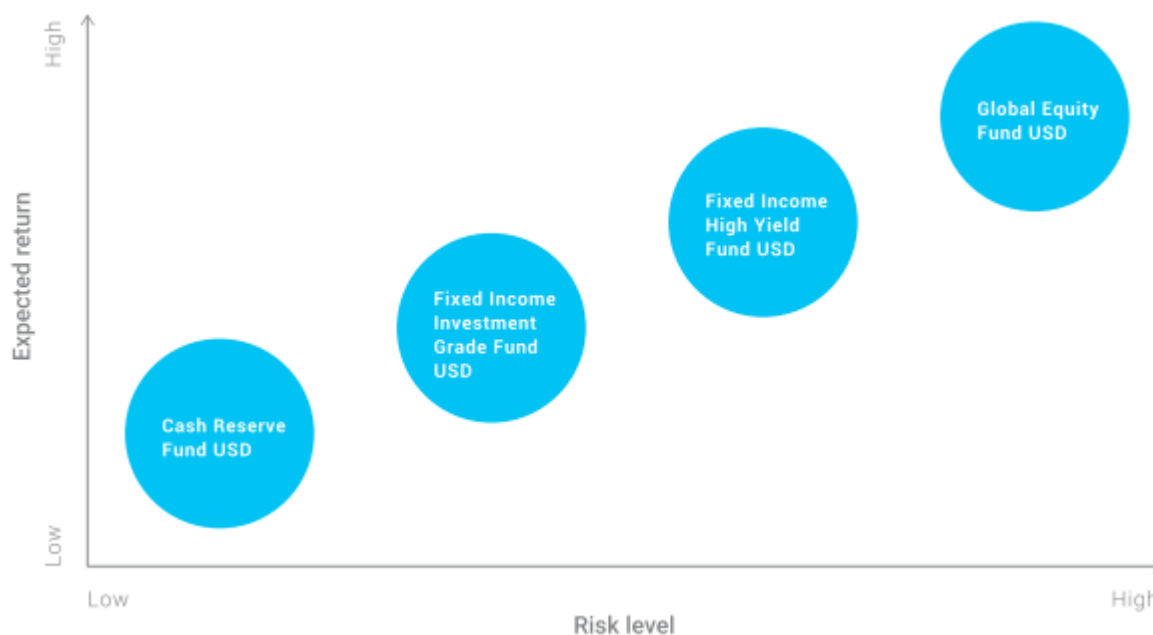 High
Global Equity
Fund USD
Fixed Income
High Yield
Fund USD
Expected return
Fixed Income
Investment
Grade Fund
USD
Cash Reserve
Fund USD
Low
Low
High
Risk level